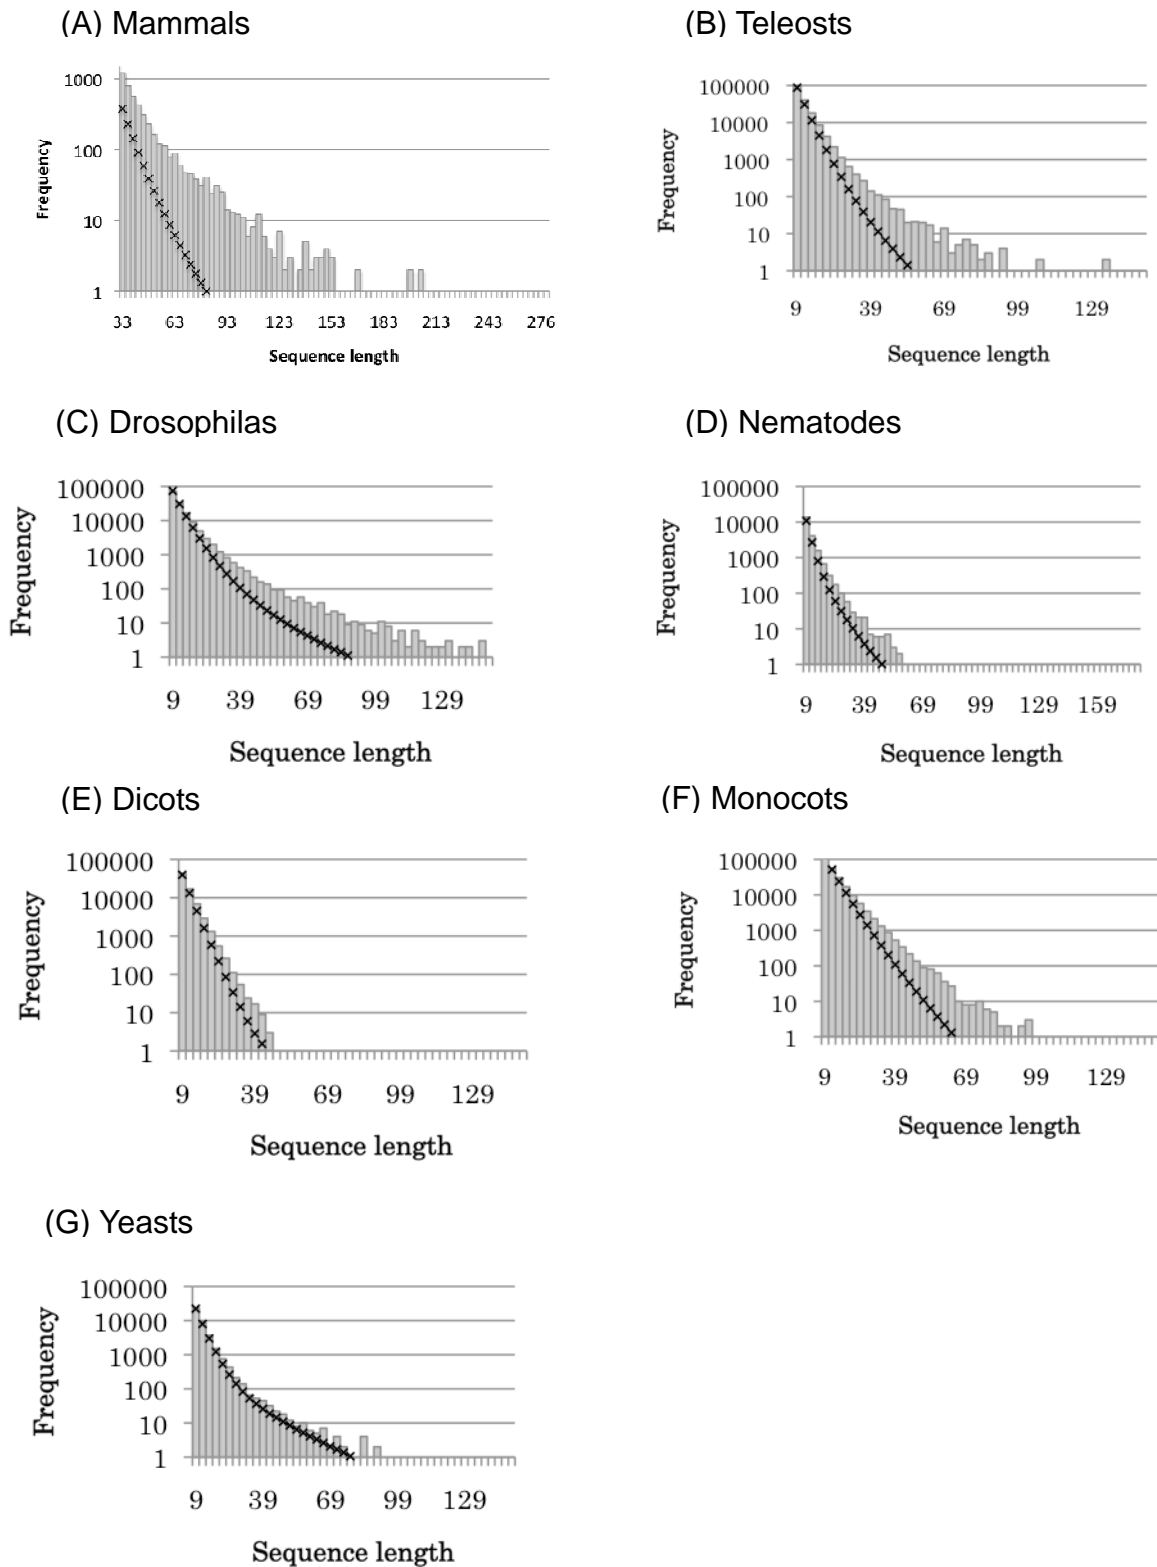 (A) Mammals
1000
100
10
1
Frequency
33 63 93 123 153 183 213 243 276
Sequence length
(B) Teleosts
100000
10000
1000
100
10
1
Frequency
9 39 69 99 129
Sequence length
(C) Drosophilas
100000
10000
1000
100
10
1
Frequency
9 39 69 99 129
Sequence length
(D) Nematodes
100000
10000
1000
100
10
1
Frequency
9 39 69 99 129 159
Sequence length
(E) Dicots
100000
10000
1000
100
10
1
Frequency
9 39 69 99 129
Sequence length
(F) Monocots
100000
10000
1000
100
10
1
Frequency
9 39 69 99 129
Sequence length
(G) Yeasts
100000
10000
1000
100
10
1
Frequency
9 39 69 99 129
Sequence length